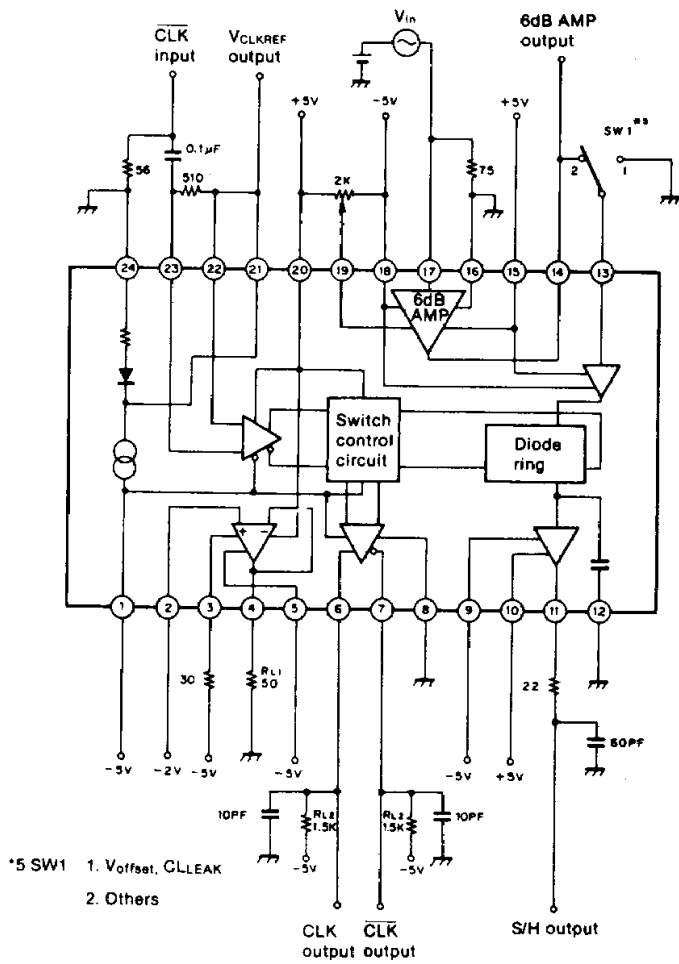 CLK input
VCLKREF output
Vin
6dB AMP output
+5V
-5V
+5V
SW1*5
0.1μF
56
510
2K
75
2
1
24
23
22
21
20
19
18
17
16
15
14
13
6dB AMP
Switch control circuit
Diode ring
+ -
1
2
3
4
5
6
7
8
9
10
11
12
30
RL1 50
22
-5V
-2V
-5V
-5V
-5V
+5V
60PF
10PF
RL2 1.5K
-5V
RL2 1.5K
-5V
10PF
*5 SW1 1. Voffset, CLLEAK
2. Others
CLK output
CLK output
S/H output